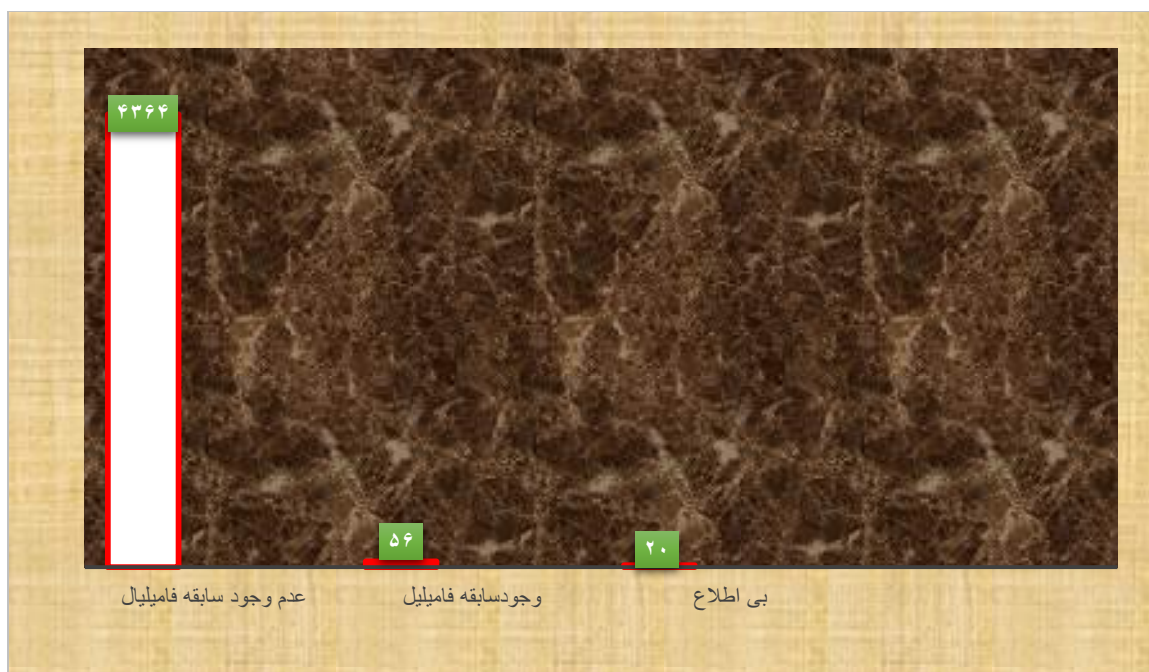 ۴۳۶۴
۵۶
۲۰
عدم وجود سابقه فامیلیال
وجودسابقه فامیلیل
بی اطلاع